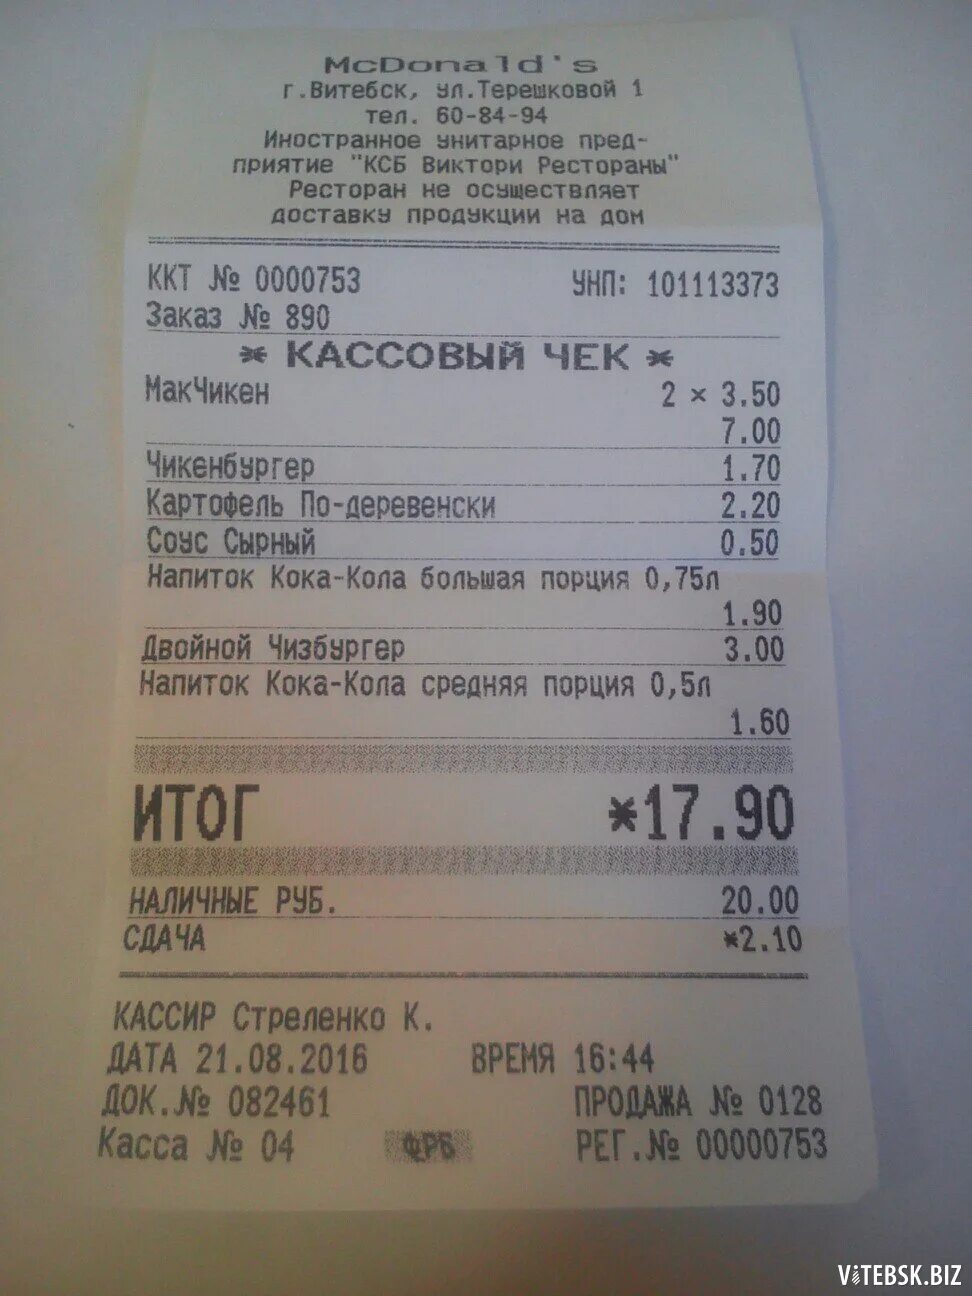 McDonald's
г.Витебск, ул.Терешковой 1
тел. 60-84-94
Иностранное унитарное пред-
приятие "КСБ Виктори Рестораны"
Ресторан не осуществляет
доставку продукции на дом
ККТ № 0000753 УНП: 101113373
Заказ № 890
* КАССОВЫЙ ЧЕК *
МакЧикен 2 × 3.50
7.00
Чикенбургер 1.70
Картофель По-деревенски 2.20
Соус Сырный 0.50
Напиток Кока-Кола большая порция 0,75л
1.90
Двойной Чизбургер 3.00
Напиток Кока-Кола средняя порция 0,5л
1.60
ИТОГ *17.90
НАЛИЧНЫЕ РУБ. 20.00
СДАЧА *2.10
КАССИР Стреленко К.
ДАТА 21.08.2016 ВРЕМЯ 16:44
ДОК.№ 082461 ПРОДАЖА № 0128
Касса № 04 ФРБ РЕГ.№ 00000753
VITEBSK.BIZ